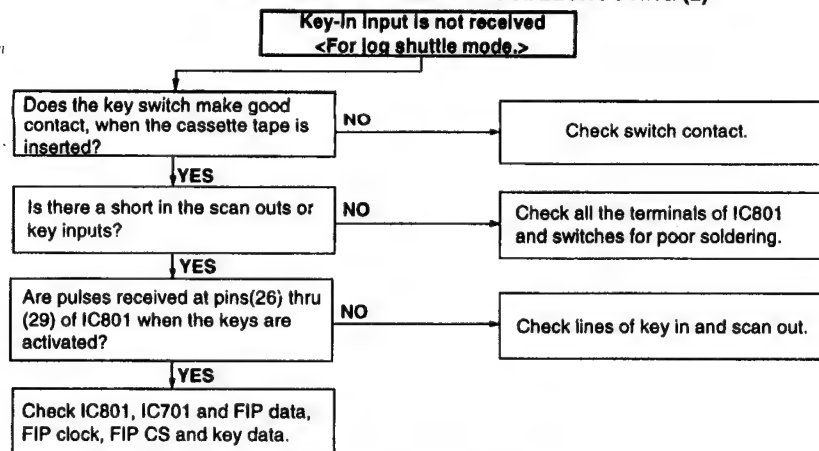 (2)
Key-in input is not received
<For jog shuttle mode.>
Does the key switch make good
contact, when the cassette tape is
inserted?
NO
Check switch contact.
YES
Is there a short in the scan outs or
key inputs?
NO
Check all the terminals of IC801
and switches for poor soldering.
YES
Are pulses received at pins(26) thru
(29) of IC801 when the keys are
activated?
NO
Check lines of key in and scan out.
YES
Check IC801, IC701 and FIP data,
FIP clock, FIP CS and key data.